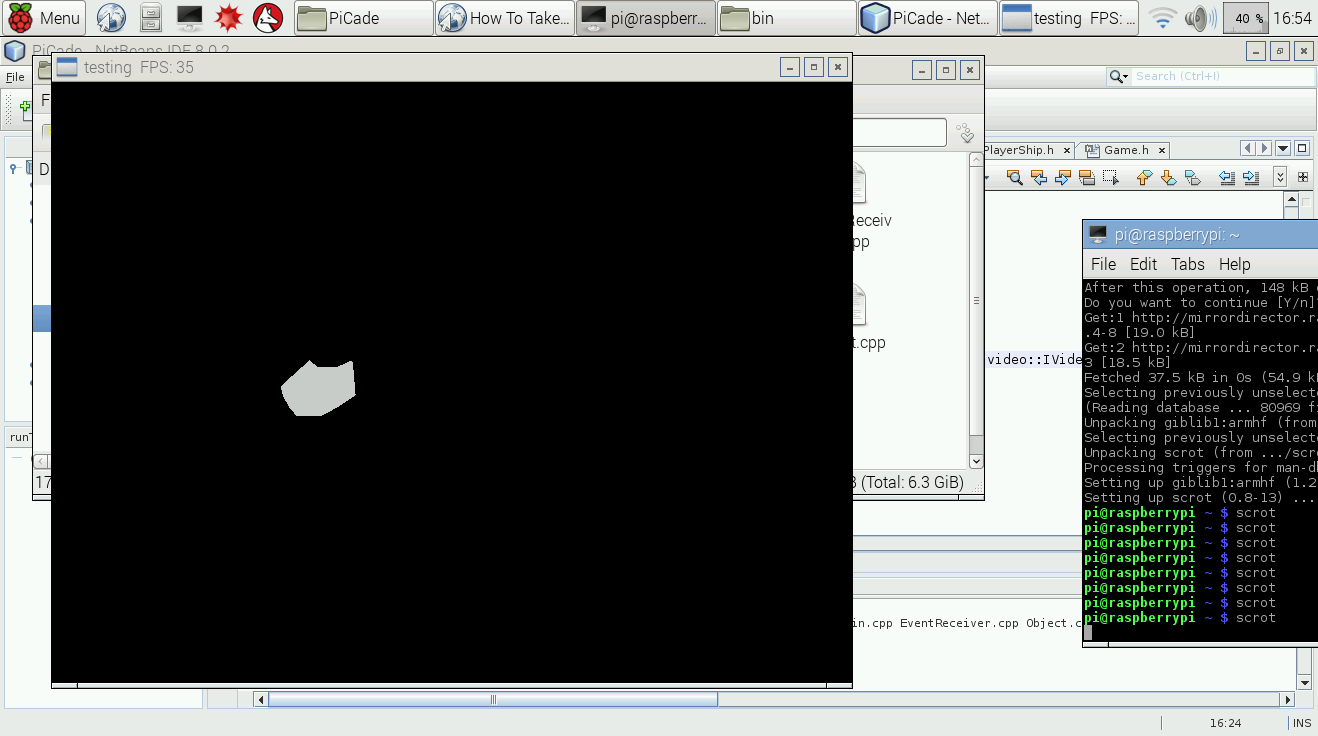 Menu
PiCade
How To Take...
pi@raspberr...
bin
PiCade - Net...
testing FPS:...
40 %
16:54
PiCade - NetBeans IDE 8.0.2
File
Search (Ctrl+I)
testing FPS: 35
F
D
PlayerShip.h
Game.h
Receiv
pp
t.cpp
17
(Total: 6.3 GiB)
video::IVide
run
in.cpp EventReceiver.cpp Object.c
pi@raspberrypi: ~
File Edit Tabs Help
After this operation, 148 kB
Do you want to continue [Y/n]
Get:1 http://mirrordirector.ra
.4-8 [19.0 kB]
Get:2 http://mirrordirector.ra
3 [18.5 kB]
Fetched 37.5 kB in 0s (54.9 k
Selecting previously unselecte
(Reading database ... 80969 fi
Unpacking giblib1:armhf (from
Selecting previously unselecte
Unpacking scrot (from .../scro
Processing triggers for man-d
Setting up giblib1:armhf (1.2
Setting up scrot (0.8-13) ...
pi@raspberrypi ~ $ scrot
pi@raspberrypi ~ $ scrot
pi@raspberrypi ~ $ scrot
pi@raspberrypi ~ $ scrot
pi@raspberrypi ~ $ scrot
pi@raspberrypi ~ $ scrot
pi@raspberrypi ~ $ scrot
pi@raspberrypi ~ $ scrot
16:24
INS